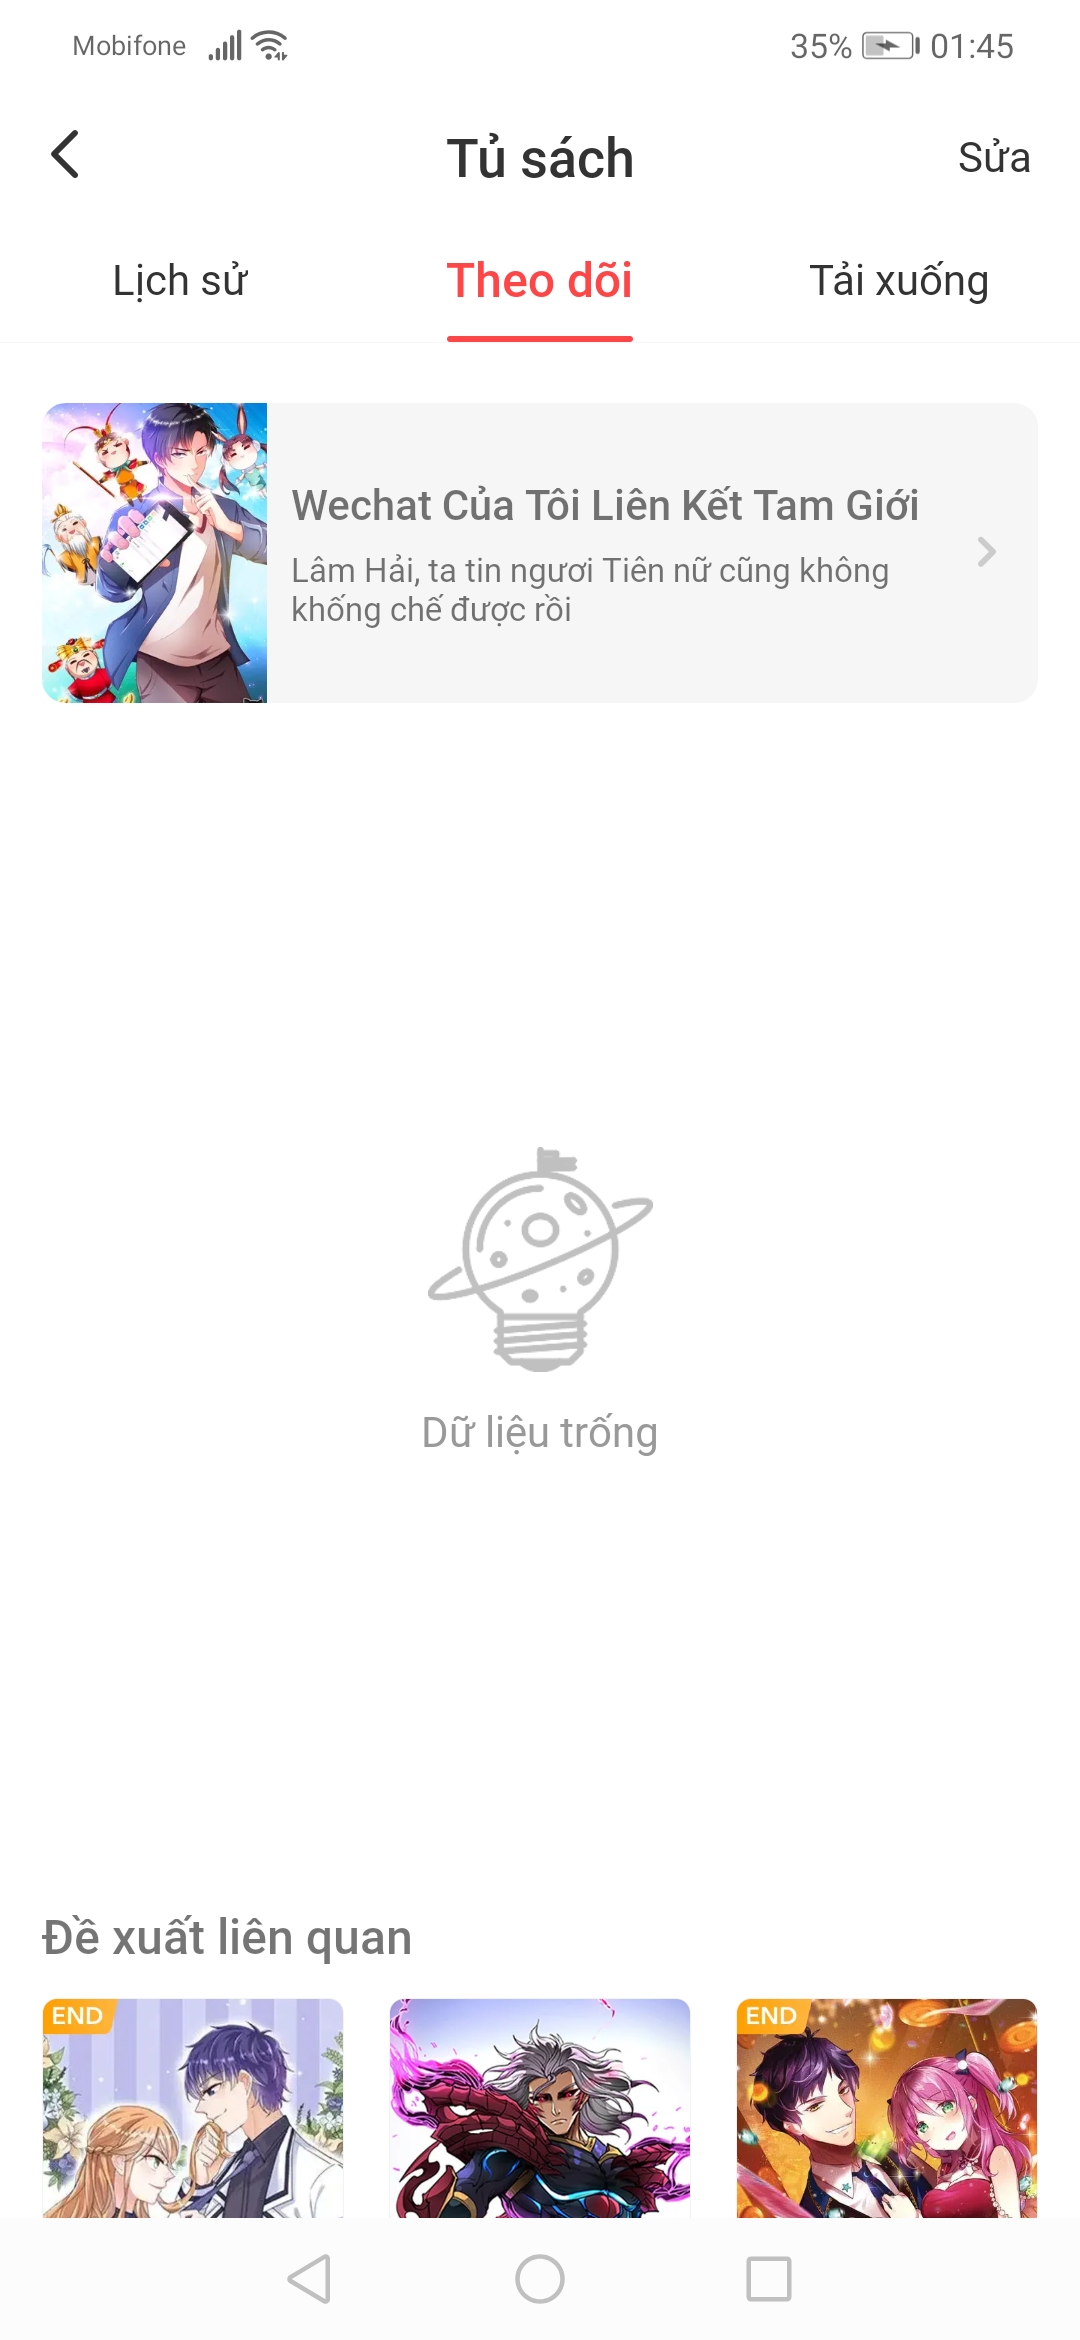 Mobifone
35%
01:45
Tủ sách
Sửa
Lịch sử
Theo dõi
Tải xuống
Wechat Của Tôi Liên Kết Tam Giới
Lâm Hải, ta tin ngươi Tiên nữ cũng không
khống chế được rồi
Dữ liệu trống
Đề xuất liên quan
END
END